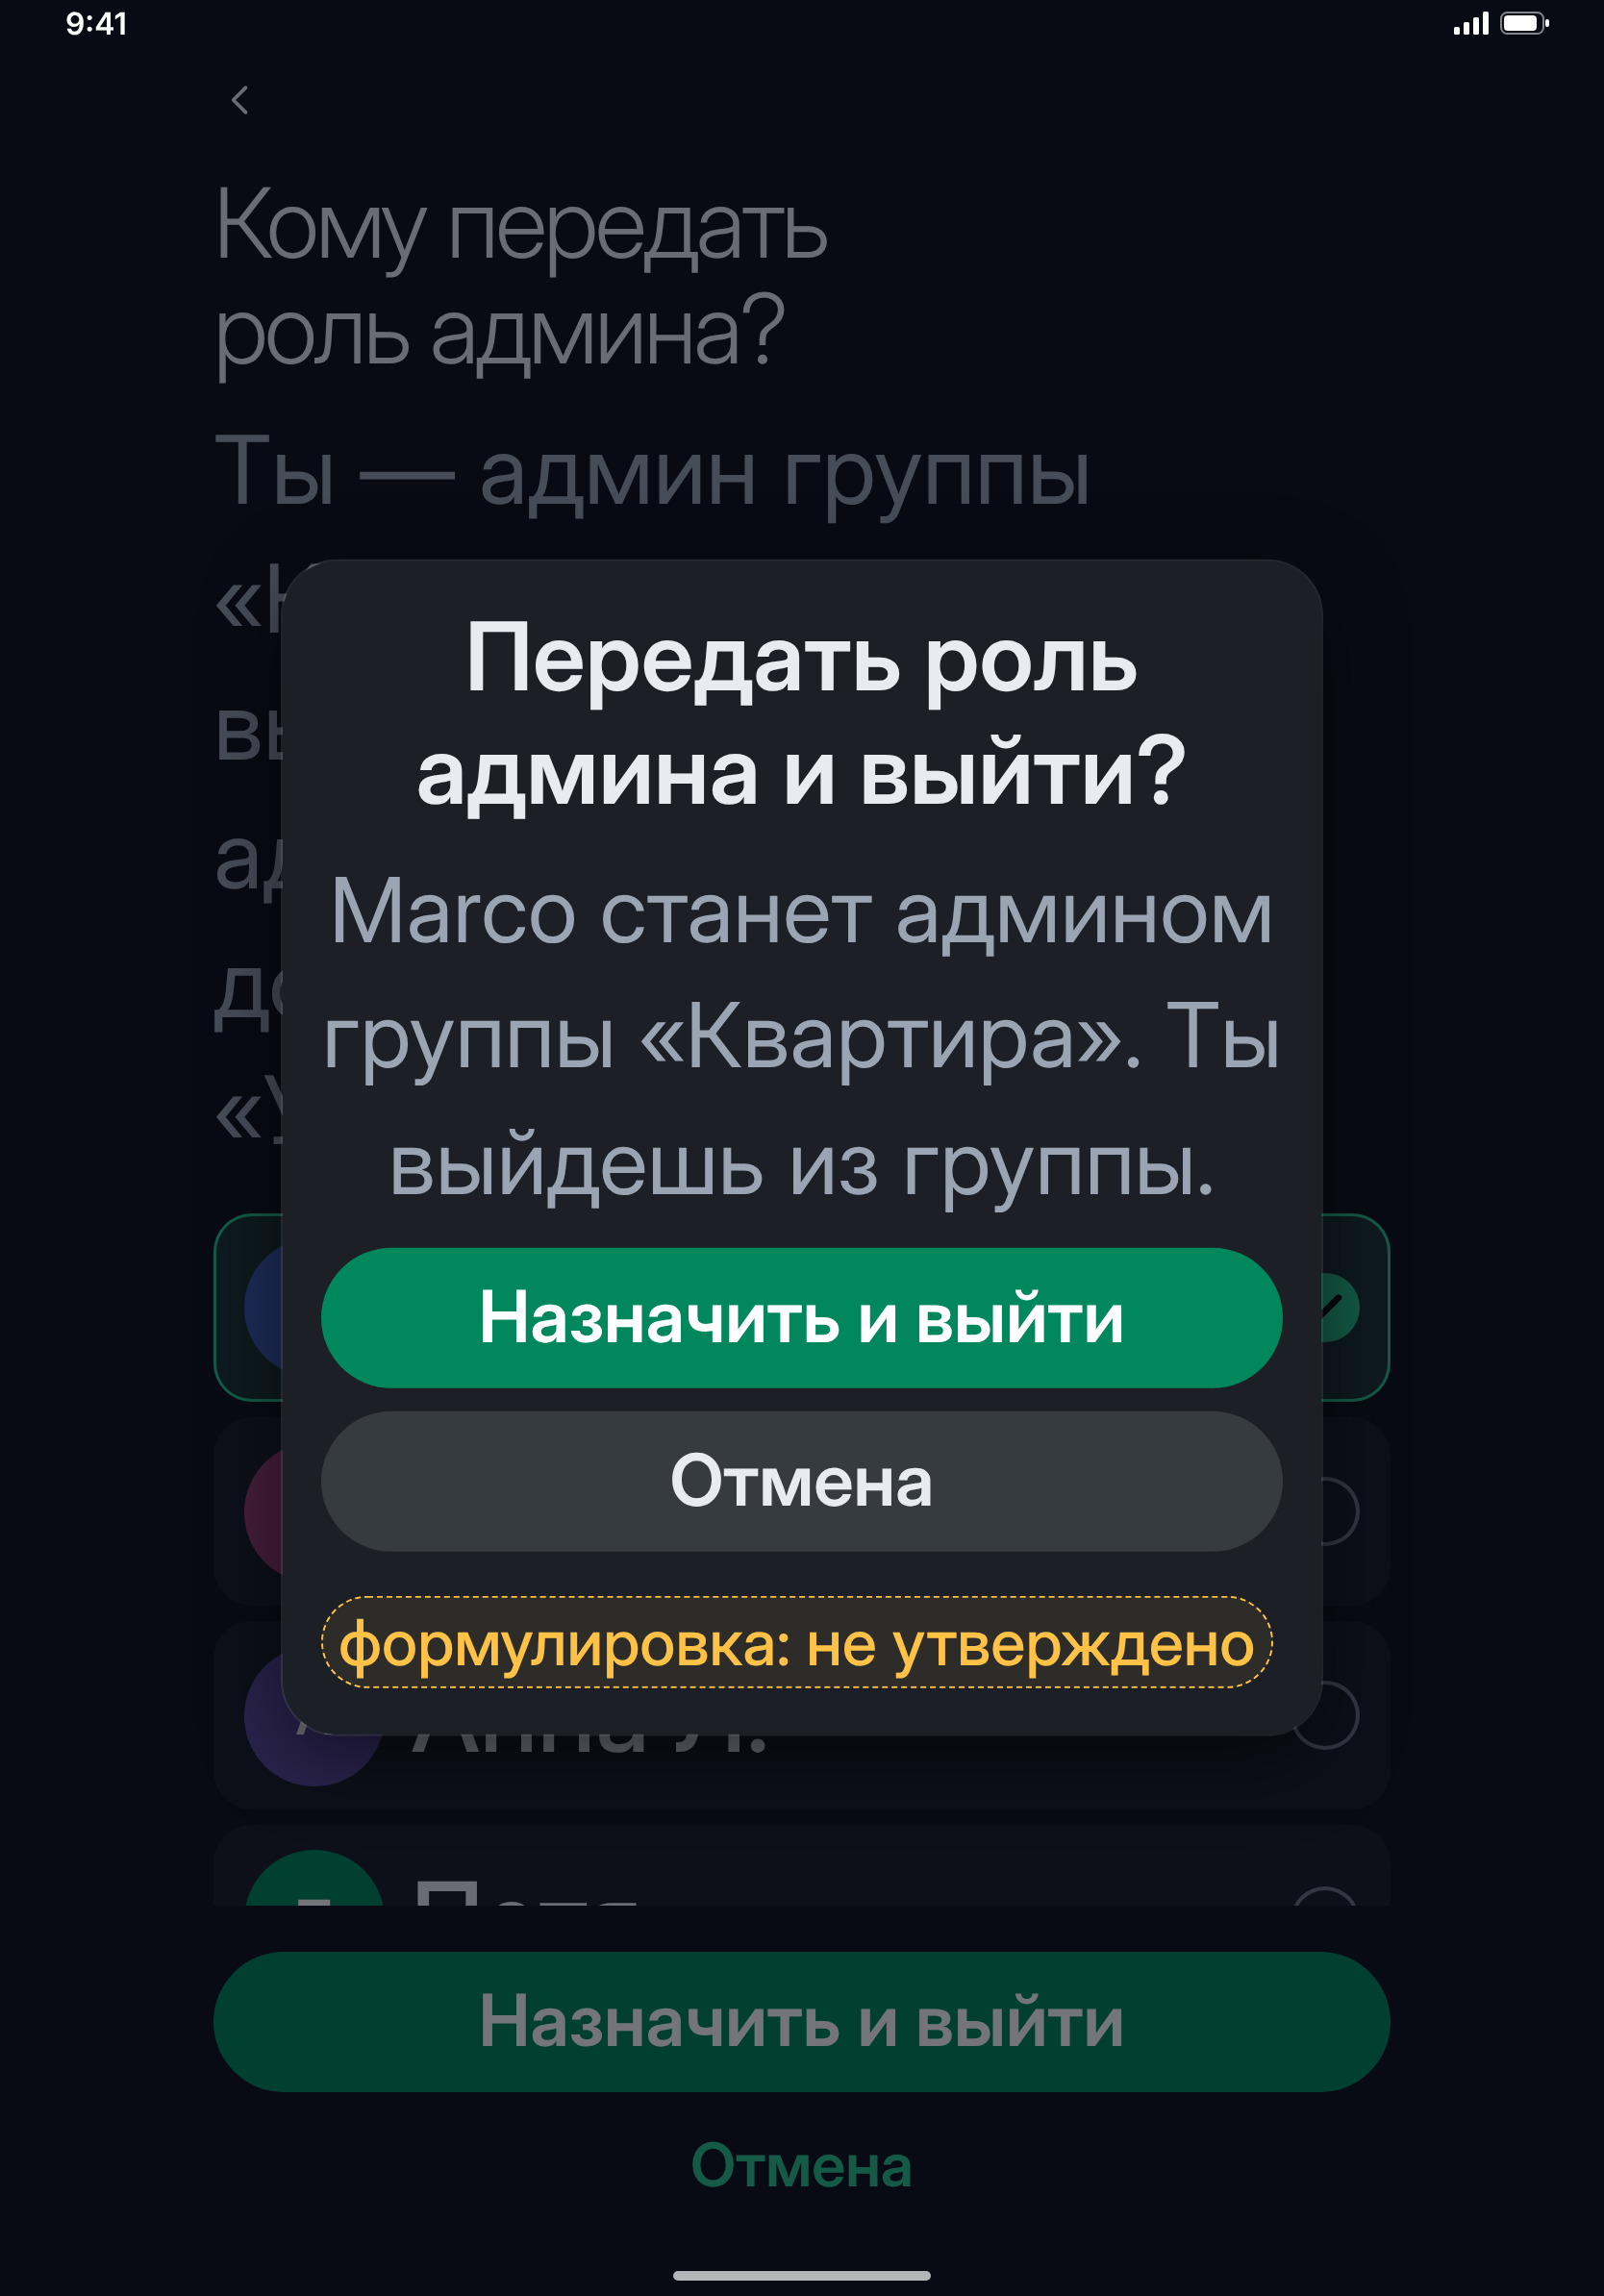 9:41
Кому передать
роль админа?
Ты — админ группы
Передать роль
админа и выйти?
Marco станет админом
группы «Квартира». Ты
выйдешь из группы.
Назначить и выйти
Отмена
формулировка: не утверждено
Назначить и выйти
Отмена